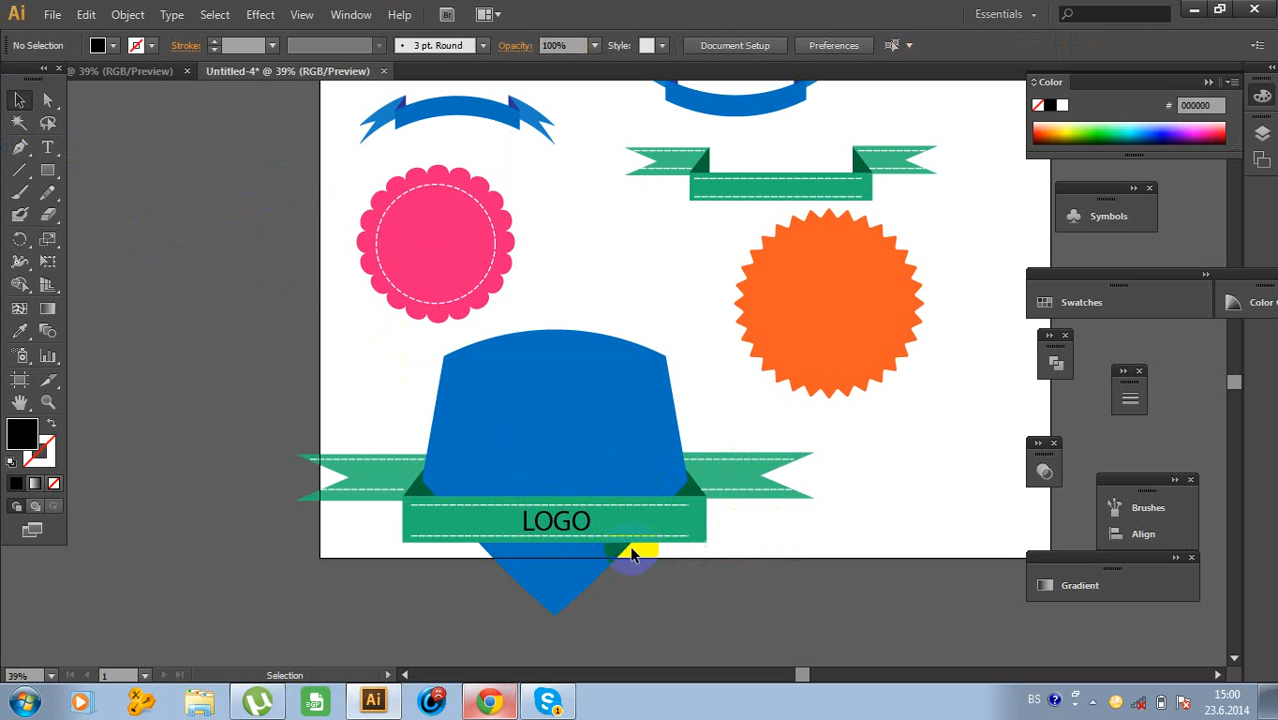 Ai File Edit Object Type Select Effect View Window Help Br Essentials
No Selection Stroke: 3 pt. Round Opacity: 100% Style: Document Setup Preferences
@ 39% (RGB/Preview) × Untitled-4* @ 39% (RGB/Preview) ×
Color
# 000000
Symbols
Swatches Color
LOGO
Brushes
Align
Gradient
39% 1 Selection
Ai BS 15:00
23.6.2014